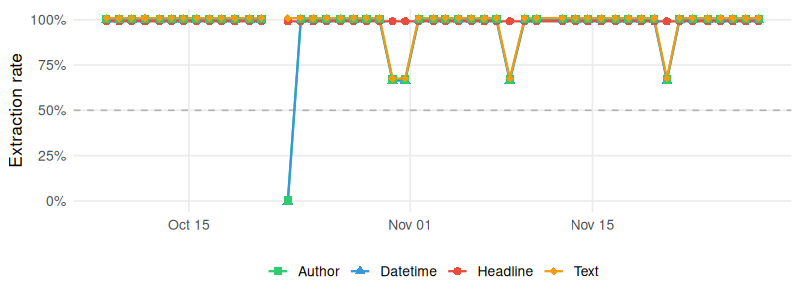 Extraction rate
100%
75%
50%
25%
0%
Oct 15 Nov 01 Nov 15
Author Datetime Headline Text